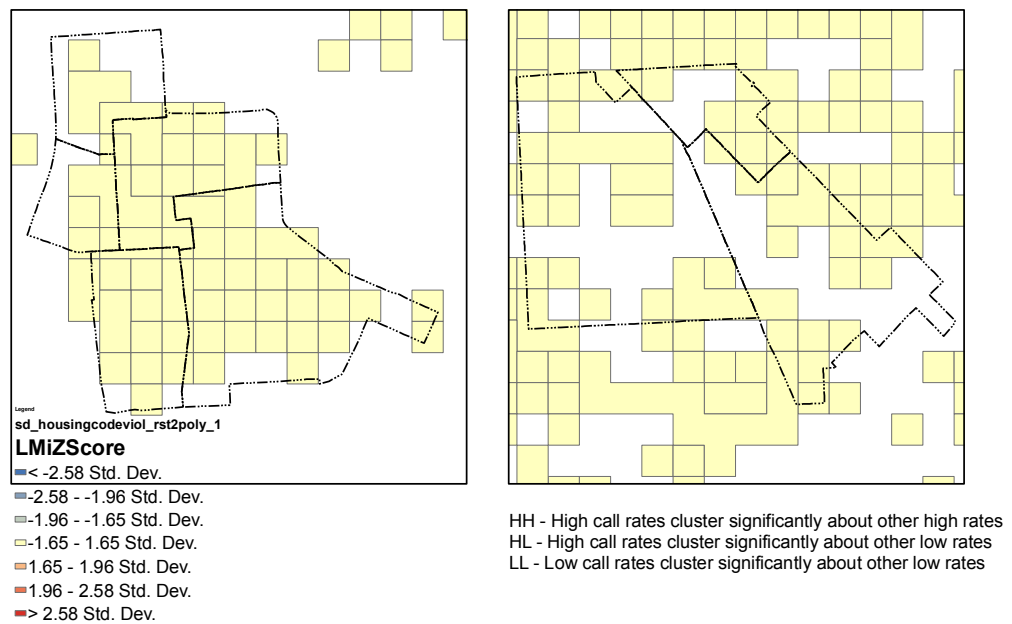 Legend
sd_housingcodeviol_rst2poly_1
LMiZScore
< -2.58 Std. Dev.
-2.58 - -1.96 Std. Dev.
-1.96 - -1.65 Std. Dev.
-1.65 - 1.65 Std. Dev.
1.65 - 1.96 Std. Dev.
1.96 - 2.58 Std. Dev.
> 2.58 Std. Dev.
HH - High call rates cluster significantly about other high rates
HL - High call rates cluster significantly about other low rates
LL - Low call rates cluster significantly about other low rates